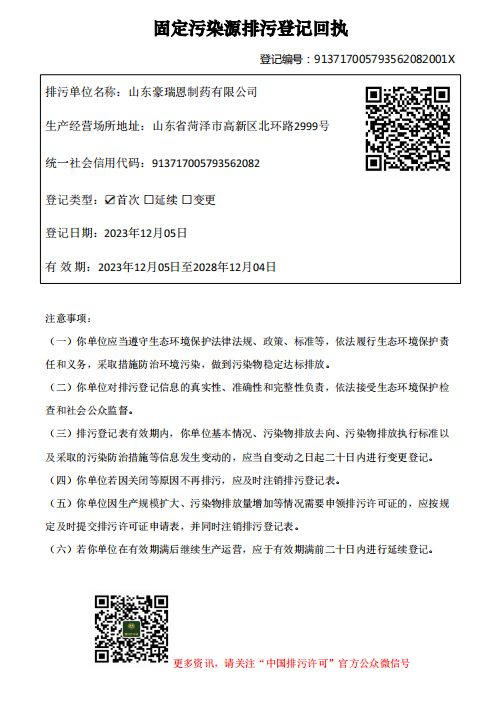 固定污染源排污登记回执
登记编号：913717005793562082001X
排污单位名称：山东豪瑞恩制药有限公司
生产经营场所地址：山东省菏泽市高新区北环路2999号
统一社会信用代码：913717005793562082
登记类型：☑首次 ☐延续 ☐变更
登记日期：2023年12月05日
有 效 期：2023年12月05日至2028年12月04日
注意事项：
（一）你单位应当遵守生态环境保护法律法规、政策、标准等，依法履行生态环境保护责
任和义务，采取措施防治环境污染，做到污染物稳定达标排放。
（二）你单位对排污登记信息的真实性、准确性和完整性负责，依法接受生态环境保护检
查和社会公众监督。
（三）排污登记表有效期内，你单位基本情况、污染物排放去向、污染物排放执行标准以
及采取的污染防治措施等信息发生变动的，应当自变动之日起二十日内进行变更登记。
（四）你单位若因关闭等原因不再排污，应及时注销排污登记表。
（五）你单位因生产规模扩大、污染物排放量增加等情况需要申领排污许可证的，应按规
定及时提交排污许可证申请表，并同时注销排污登记表。
（六）若你单位在有效期满后继续生产运营，应于有效期满前二十日内进行延续登记。
更多资讯，请关注“中国排污许可”官方公众微信号